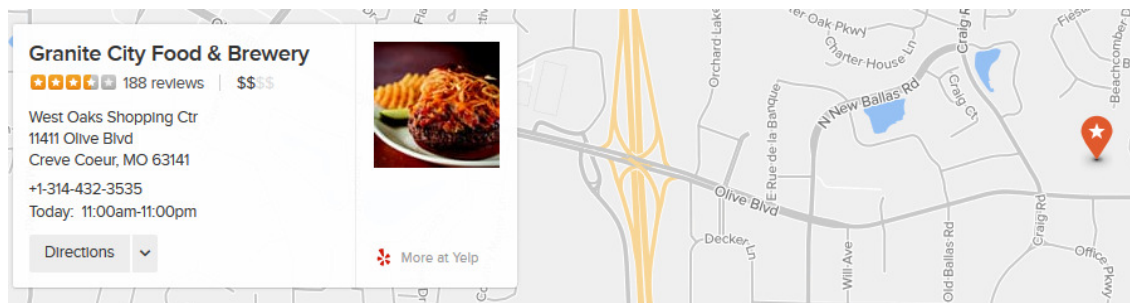 Granite City Food & Brewery
188 reviews
$$$$
West Oaks Shopping Ctr
11411 Olive Blvd
Creve Coeur, MO 63141
+1-314-432-3535
Today: 11:00am-11:00pm
Directions
More at Yelp
Orchard Lake
Oak Pkwy
Charter House Ln
N New Ballas Rd
Craig Rd
Craig Ct
Beachcomber D
E Rue de la Banque
Olive Blvd
Decker Ln
Will Ave
Old Ballas Rd
Craig Rd
Office Pkwy